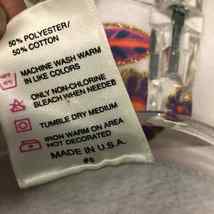 50% POLYESTER/
50% COTTON
MACHINE WASH WARM
IN LIKE COLORS
ONLY NON-CHLORINE
BLEACH WHEN NEEDED
TUMBLE DRY MEDIUM
IRON WARM ON AREA
NOT DECORATED
MADE IN U.S.A.